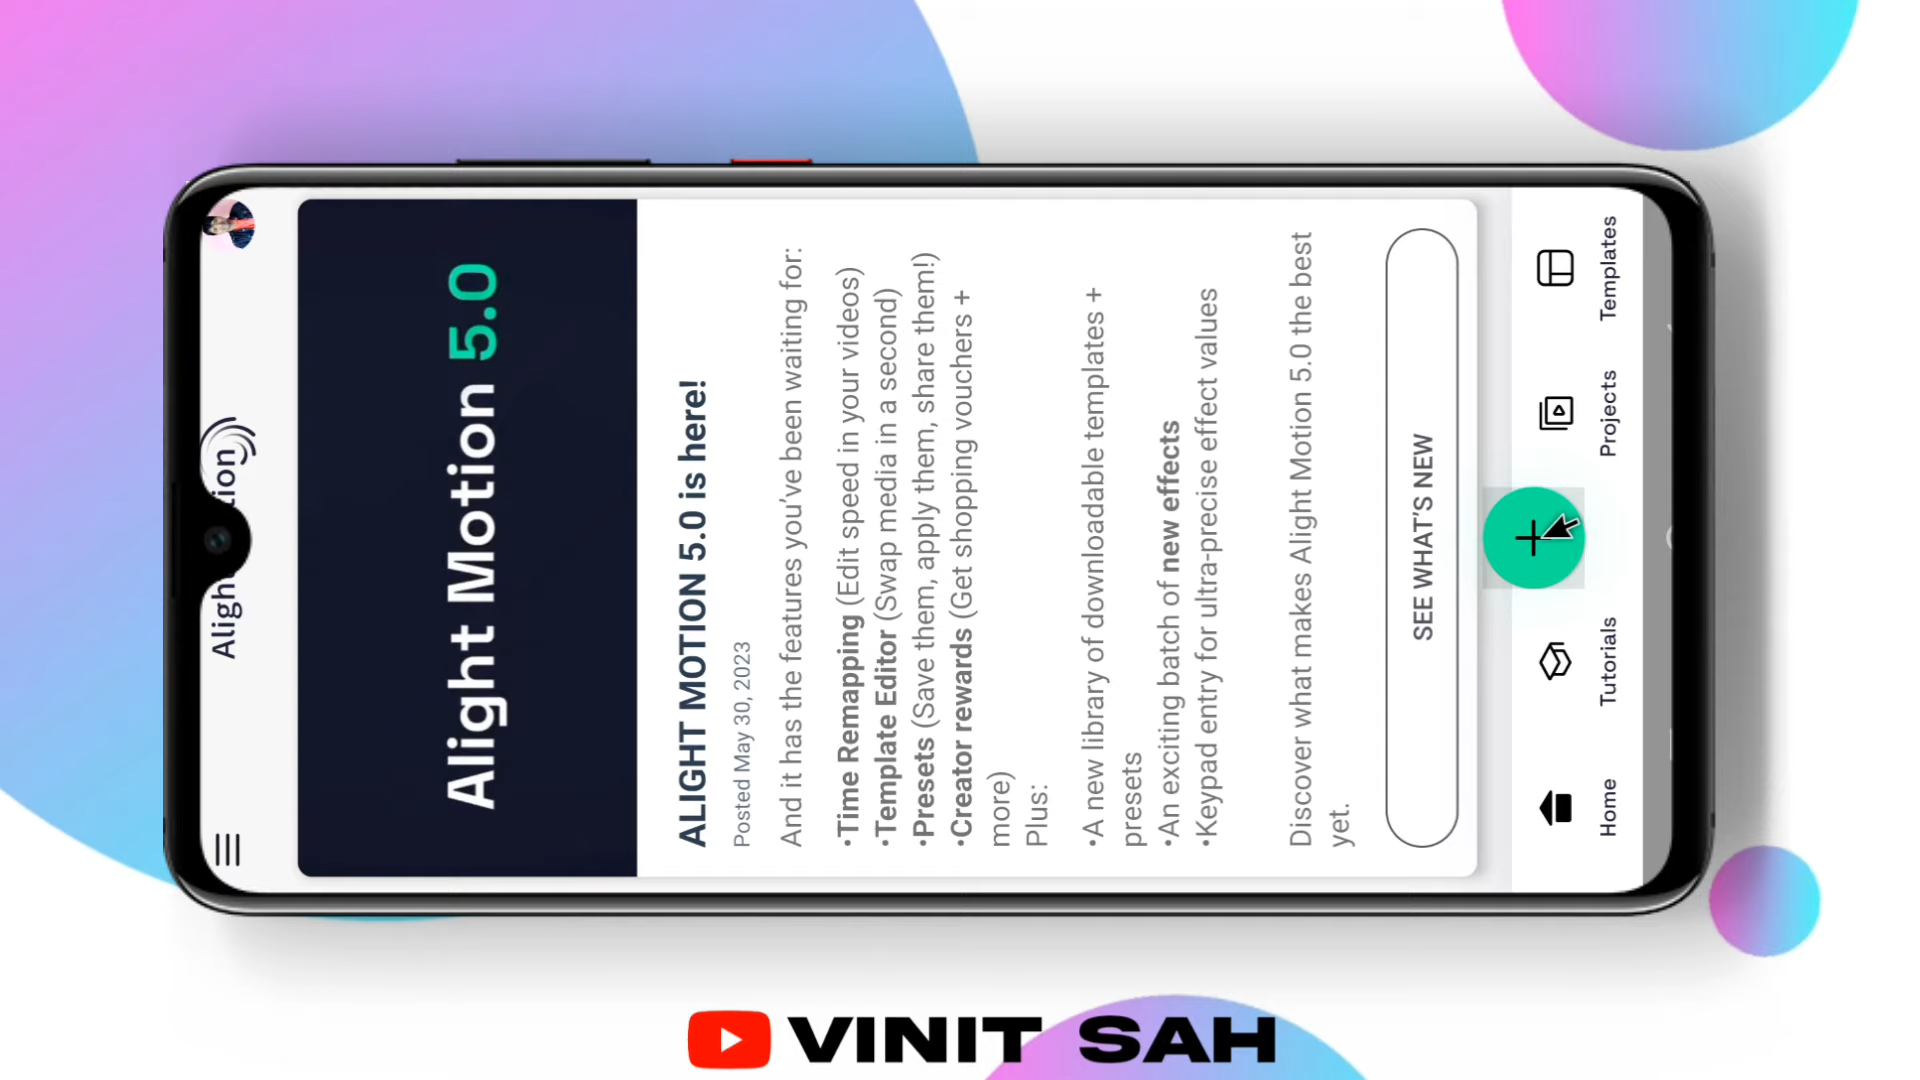 Alight Motion
Alight Motion 5.0
ALIGHT MOTION 5.0 is here!
Posted May 30, 2023
And it has the features you've been waiting for:
•Time Remapping (Edit speed in your videos)
•Template Editor (Swap media in a second)
•Presets (Save them, apply them, share them!)
•Creator rewards (Get shopping vouchers +
more)
Plus:
•A new library of downloadable templates +
presets
•An exciting batch of new effects
•Keypad entry for ultra-precise effect values
Discover what makes Alight Motion 5.0 the best
yet.
SEE WHAT'S NEW
Home
Tutorials
Projects
Templates
VINIT SAH